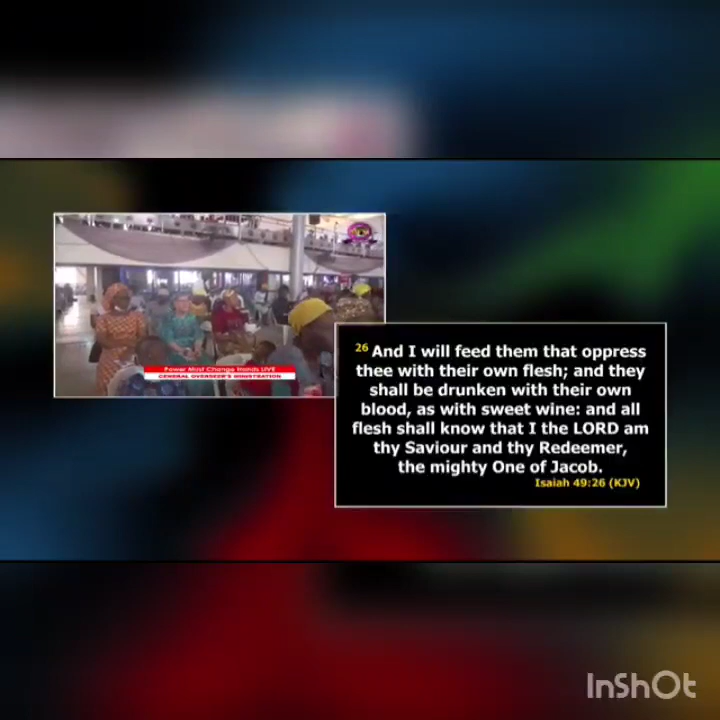 Power Must Change Hands LIVE
GENERAL OVERSEER'S MINISTRATION
26 And I will feed them that oppress
thee with their own flesh; and they
shall be drunken with their own
blood, as with sweet wine: and all
flesh shall know that I the LORD am
thy Saviour and thy Redeemer,
the mighty One of Jacob.
Isaiah 49:26 (KJV)
InShOt